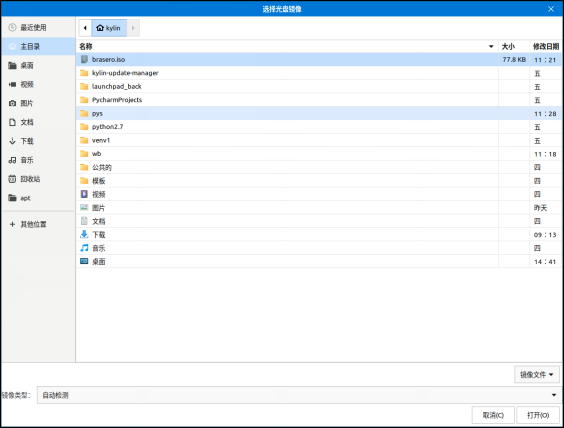 选择光盘镜像
最近使用
主目录
桌面
视频
图片
文档
下载
音乐
回收站
apt
其他位置
kylin
名称 大小 修改日期
brasero.iso 77.8 KB 11：21
kylin-update-manager 五
launchpad_back 五
PycharmProjects 五
pys 11：28
python2.7 五
venv1 五
wb 11：18
公共的 四
模板 四
视频 四
图片 昨天
文档 四
下载 09：13
音乐 四
桌面 14：41
镜像文件
镜像类型： 自动检测
取消(C) 打开(O)